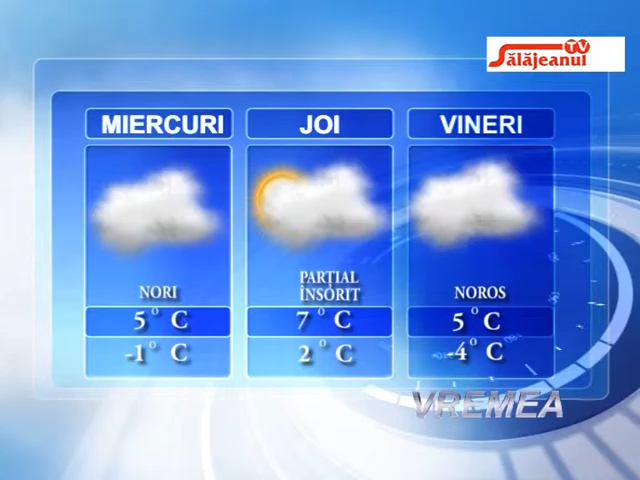 Sălăjeanul TV
MIERCURI
JOI
VINERI
NORI
PARȚIAL
ÎNSORIT
NOROS
5° C
7° C
5° C
-1° C
2° C
-4° C
VREMEA